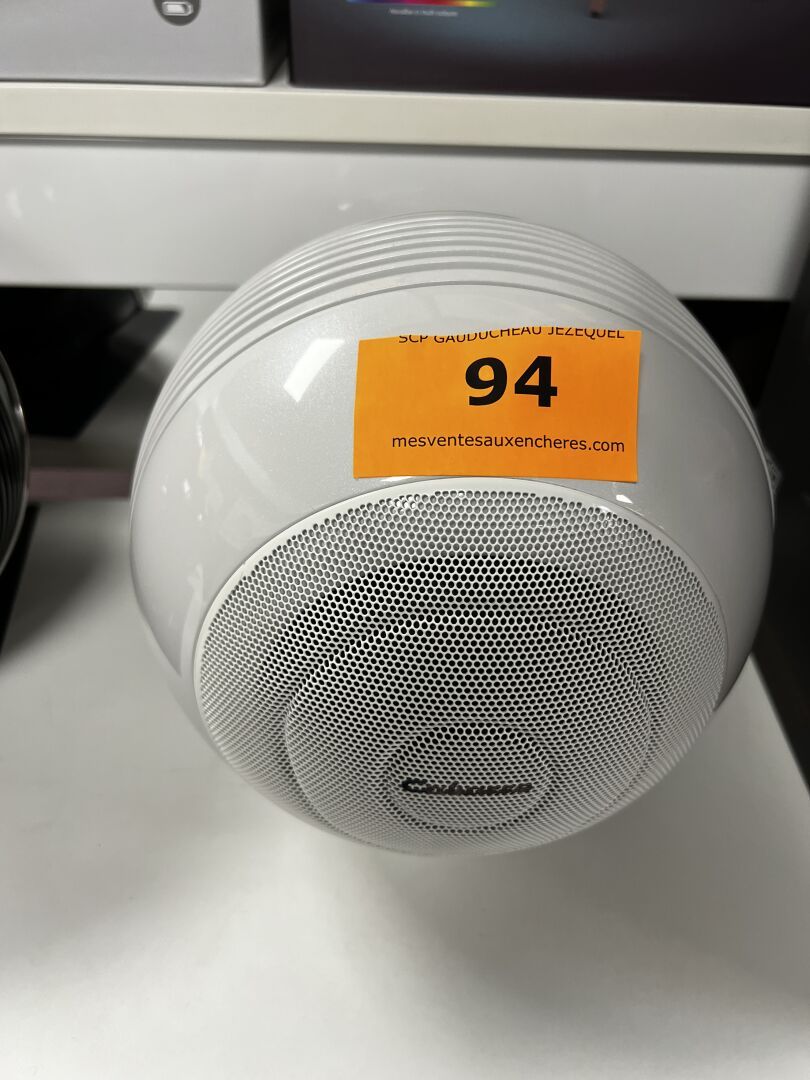 SCP GAUDUCHEAU JEZEQUEL
94
mesventesauxencheres.com
Cabasse